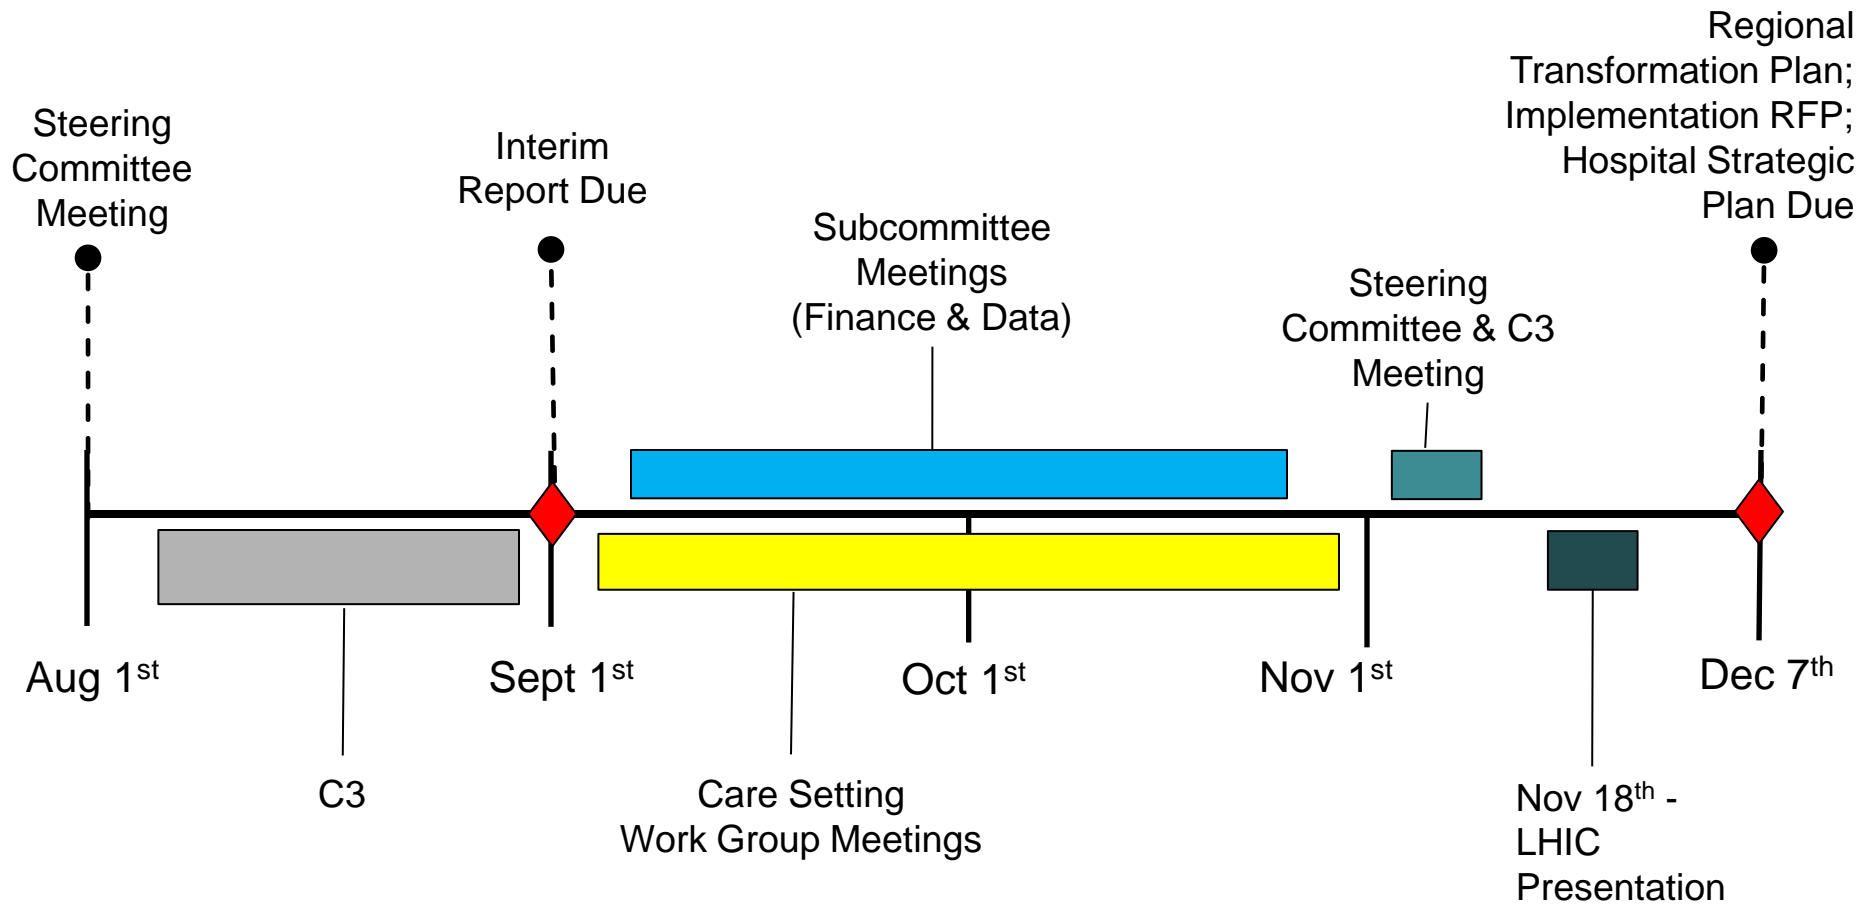 Regional
Transformation Plan;
Implementation RFP;
Hospital Strategic
Plan Due
Steering
Committee
Meeting
Interim
Report Due
Subcommittee
Meetings
(Finance & Data)
Steering
Committee & C3
Meeting
Aug 1st
Sept 1st
Oct 1st
Nov 1st
Dec 7th
C3
Care Setting
Work Group Meetings
Nov 18th -
LHIC
Presentation